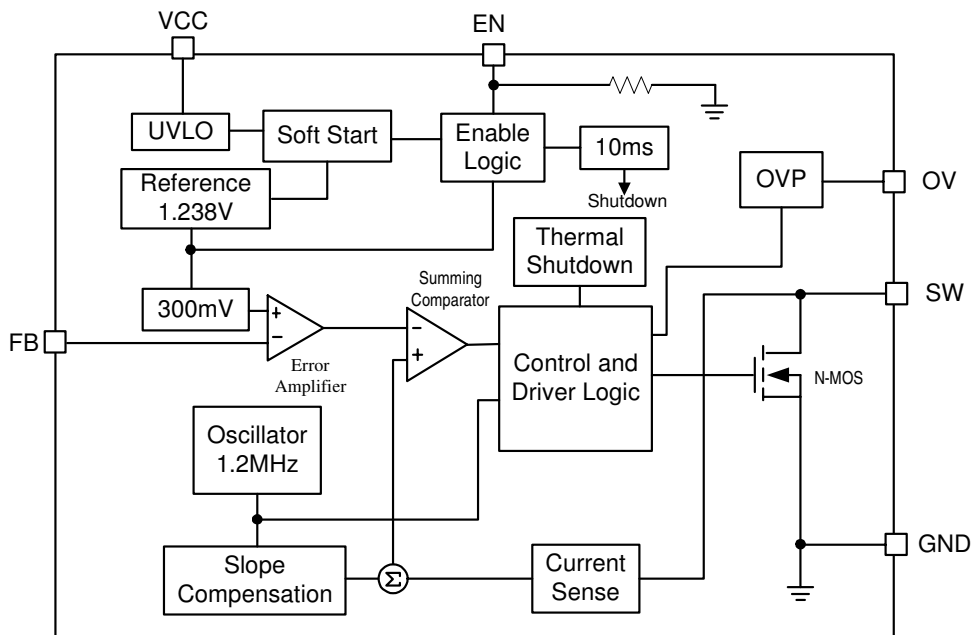 VCC
EN
UVLO
Soft Start
Enable
Logic
10ms
Shutdown
OVP
OV
Reference
1.238V
Thermal
Shutdown
Summing
Comparator
300mV
SW
FB
+
−
−
+
Error
Amplifier
Control and
Driver Logic
N-MOS
Oscillator
1.2MHz
GND
Slope
Compensation
Σ
Current
Sense